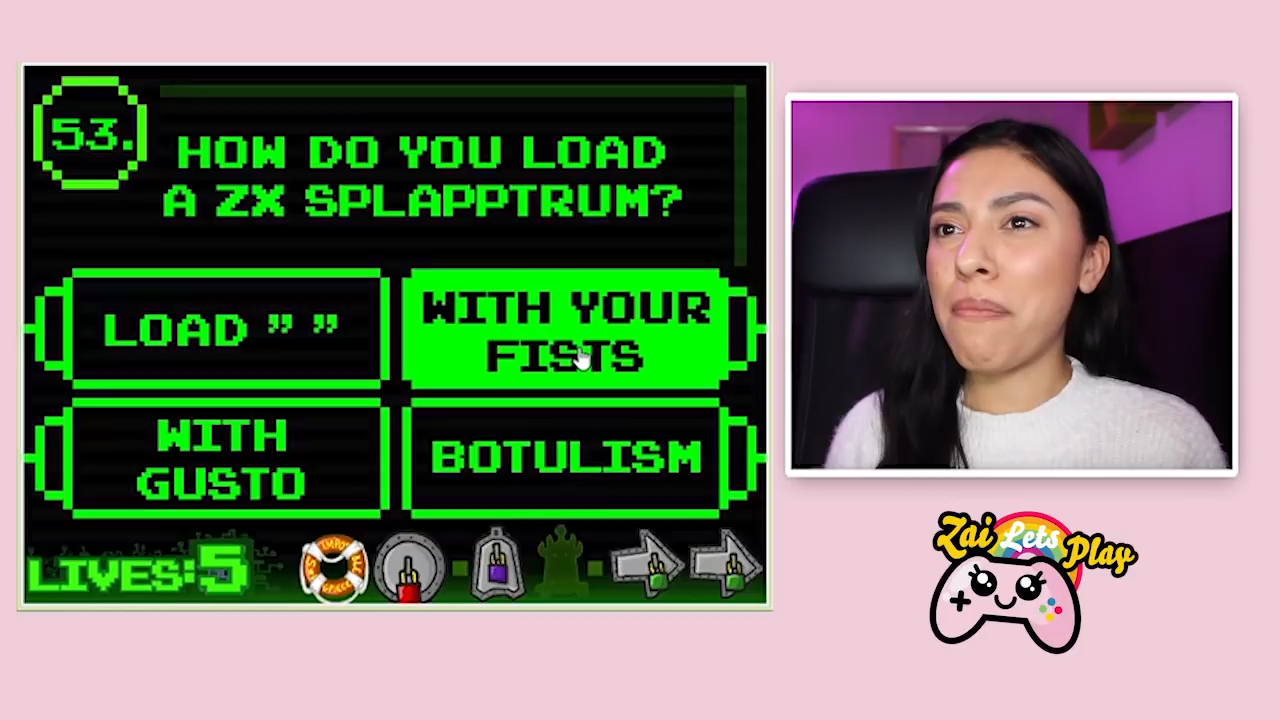 53.
HOW DO YOU LOAD
A ZX SPLAPPTRUM?
LOAD ” ”
WITH YOUR
FISTS
WITH
GUSTO
BOTULISM
LIVES:5
Zai Lets Play